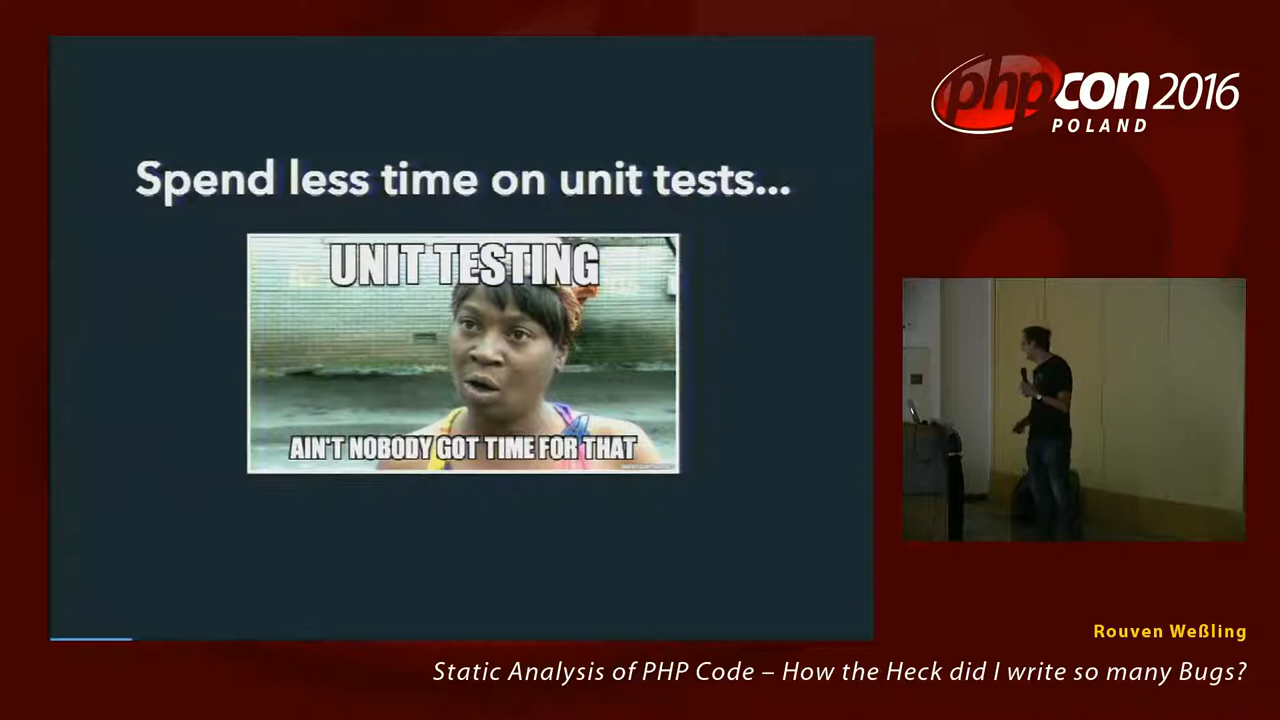 Spend less time on unit tests...
UNIT TESTING
AIN'T NOBODY GOT TIME FOR THAT
phpcon 2016
POLAND
Rouven Weßling
Static Analysis of PHP Code – How the Heck did I write so many Bugs?